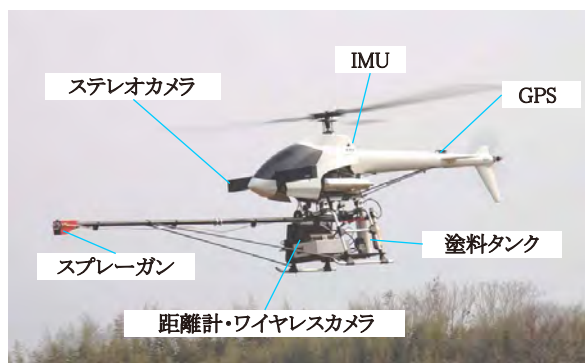 IMU
ステレオカメラ
GPS
塗料タンク
スプレーガン
距離計・ワイヤレスカメラ